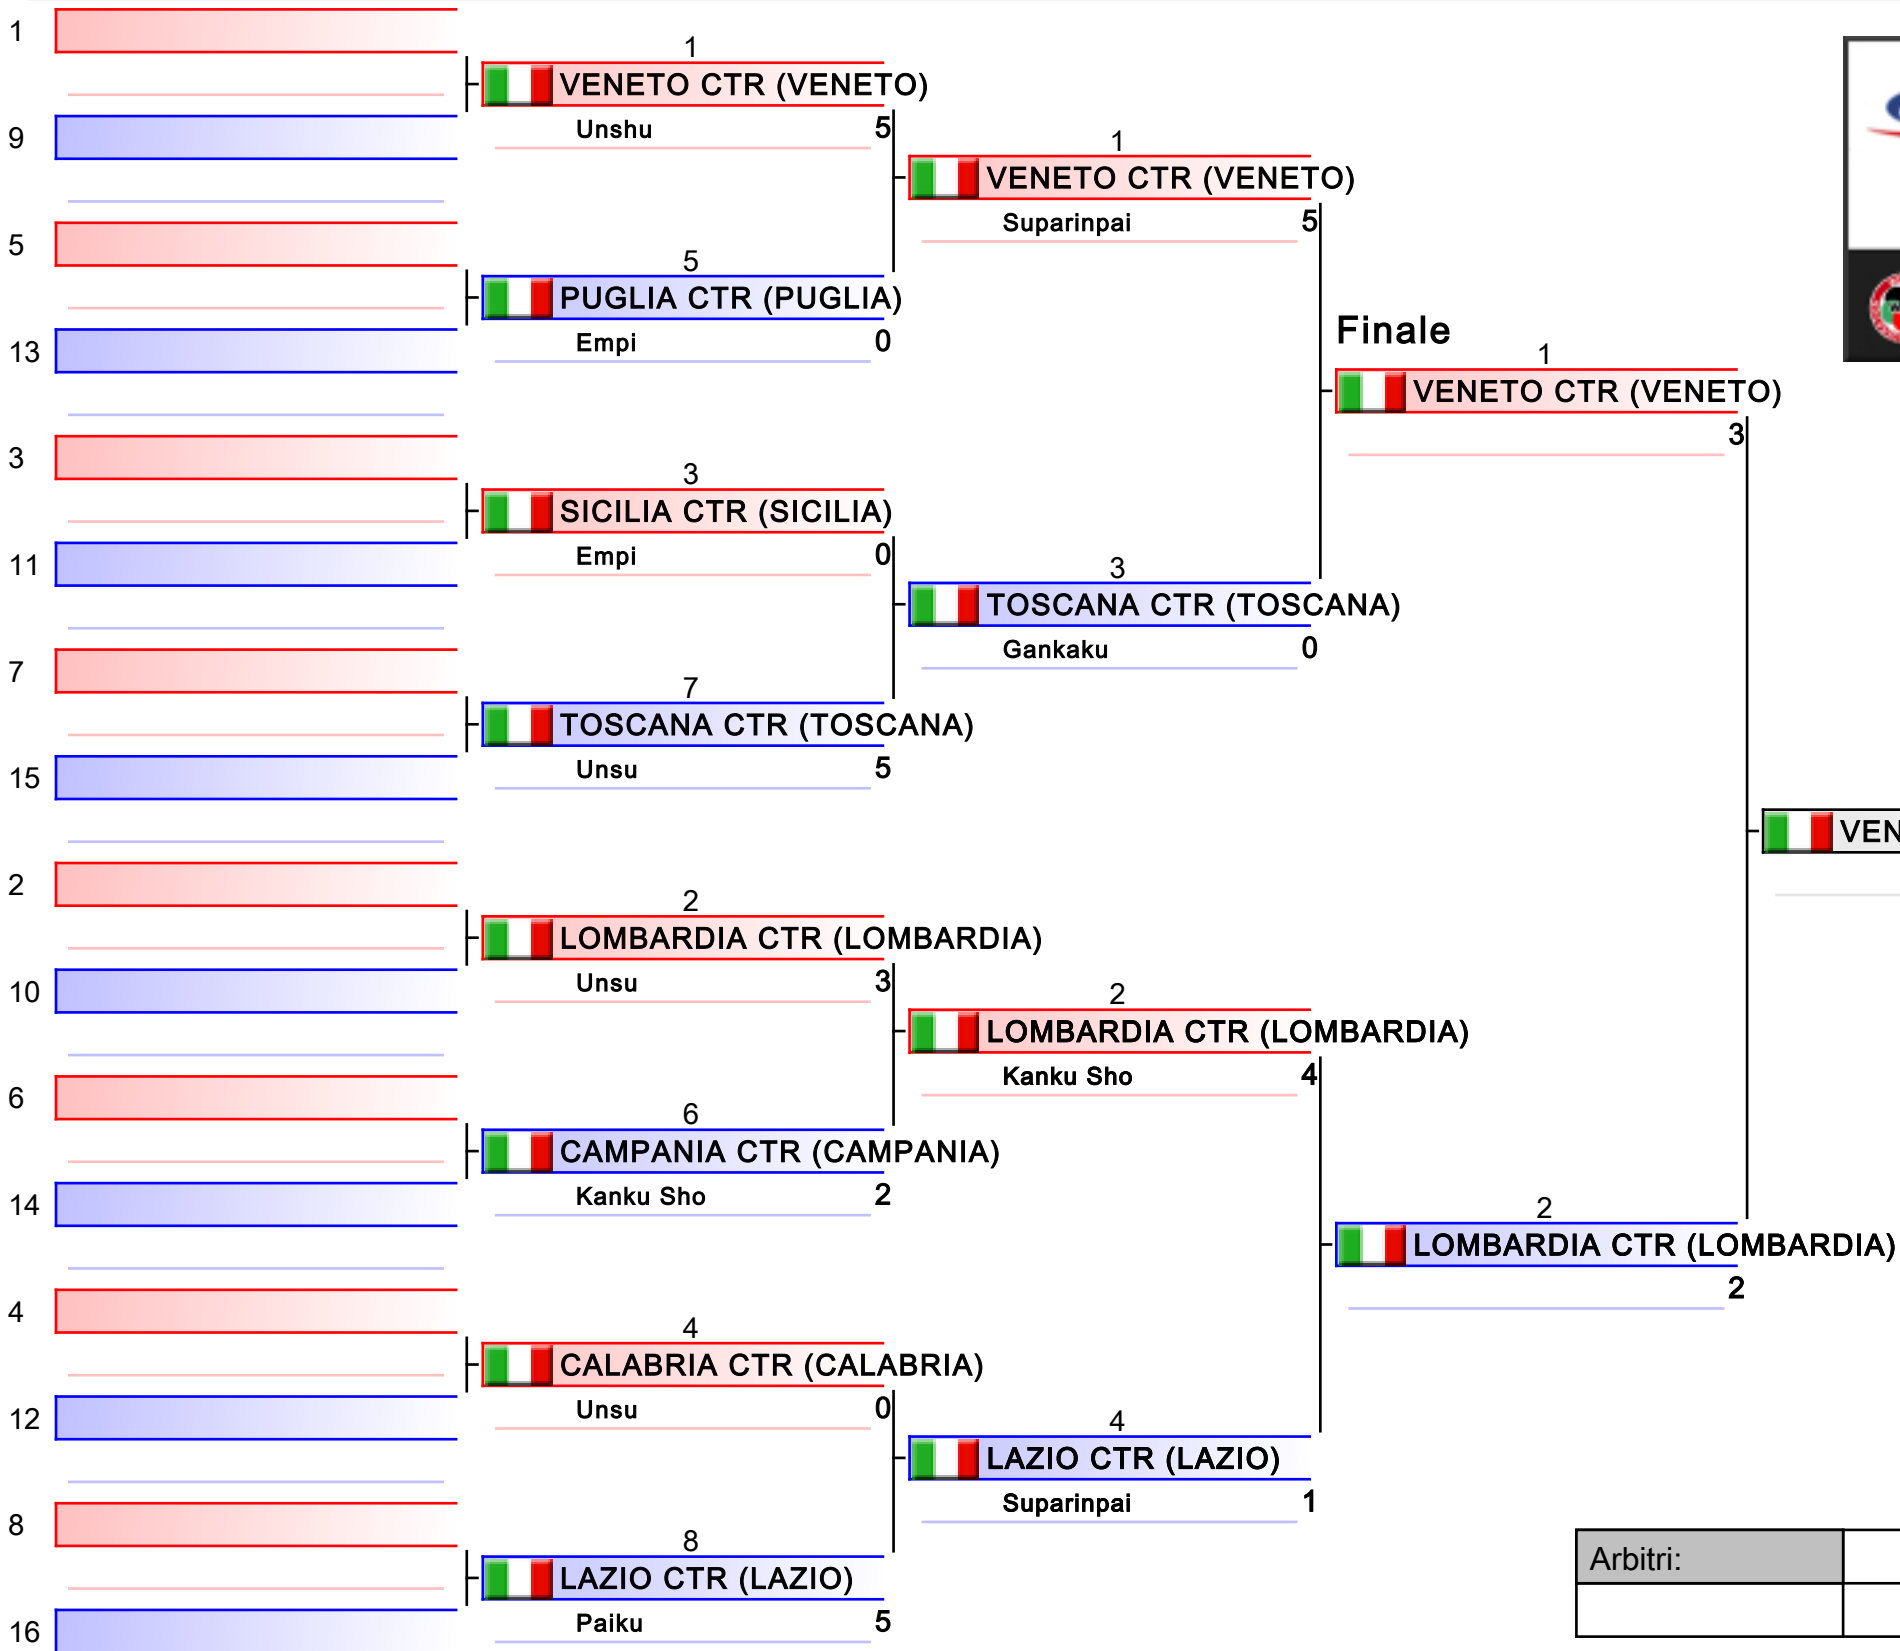 1
9
5
13
3
11
7
15
2
10
6
14
4
12
8
16
1
VENETO CTR (VENETO)
Unshu 5
5
PUGLIA CTR (PUGLIA)
Empi 0
3
SICILIA CTR (SICILIA)
Empi 0
7
TOSCANA CTR (TOSCANA)
Unsu 5
2
LOMBARDIA CTR (LOMBARDIA)
Unsu 3
6
CAMPANIA CTR (CAMPANIA)
Kanku Sho 2
4
CALABRIA CTR (CALABRIA)
Unsu 0
8
LAZIO CTR (LAZIO)
Paiku 5
1
VENETO CTR (VENETO)
Suparinpai 5
3
TOSCANA CTR (TOSCANA)
Gankaku 0
2
LOMBARDIA CTR (LOMBARDIA)
Kanku Sho 4
4
LAZIO CTR (LAZIO)
Suparinpai 1
Finale
1
VENETO CTR (VENETO)
3
2
LOMBARDIA CTR (LOMBARDIA)
2
VEN
Arbitri: